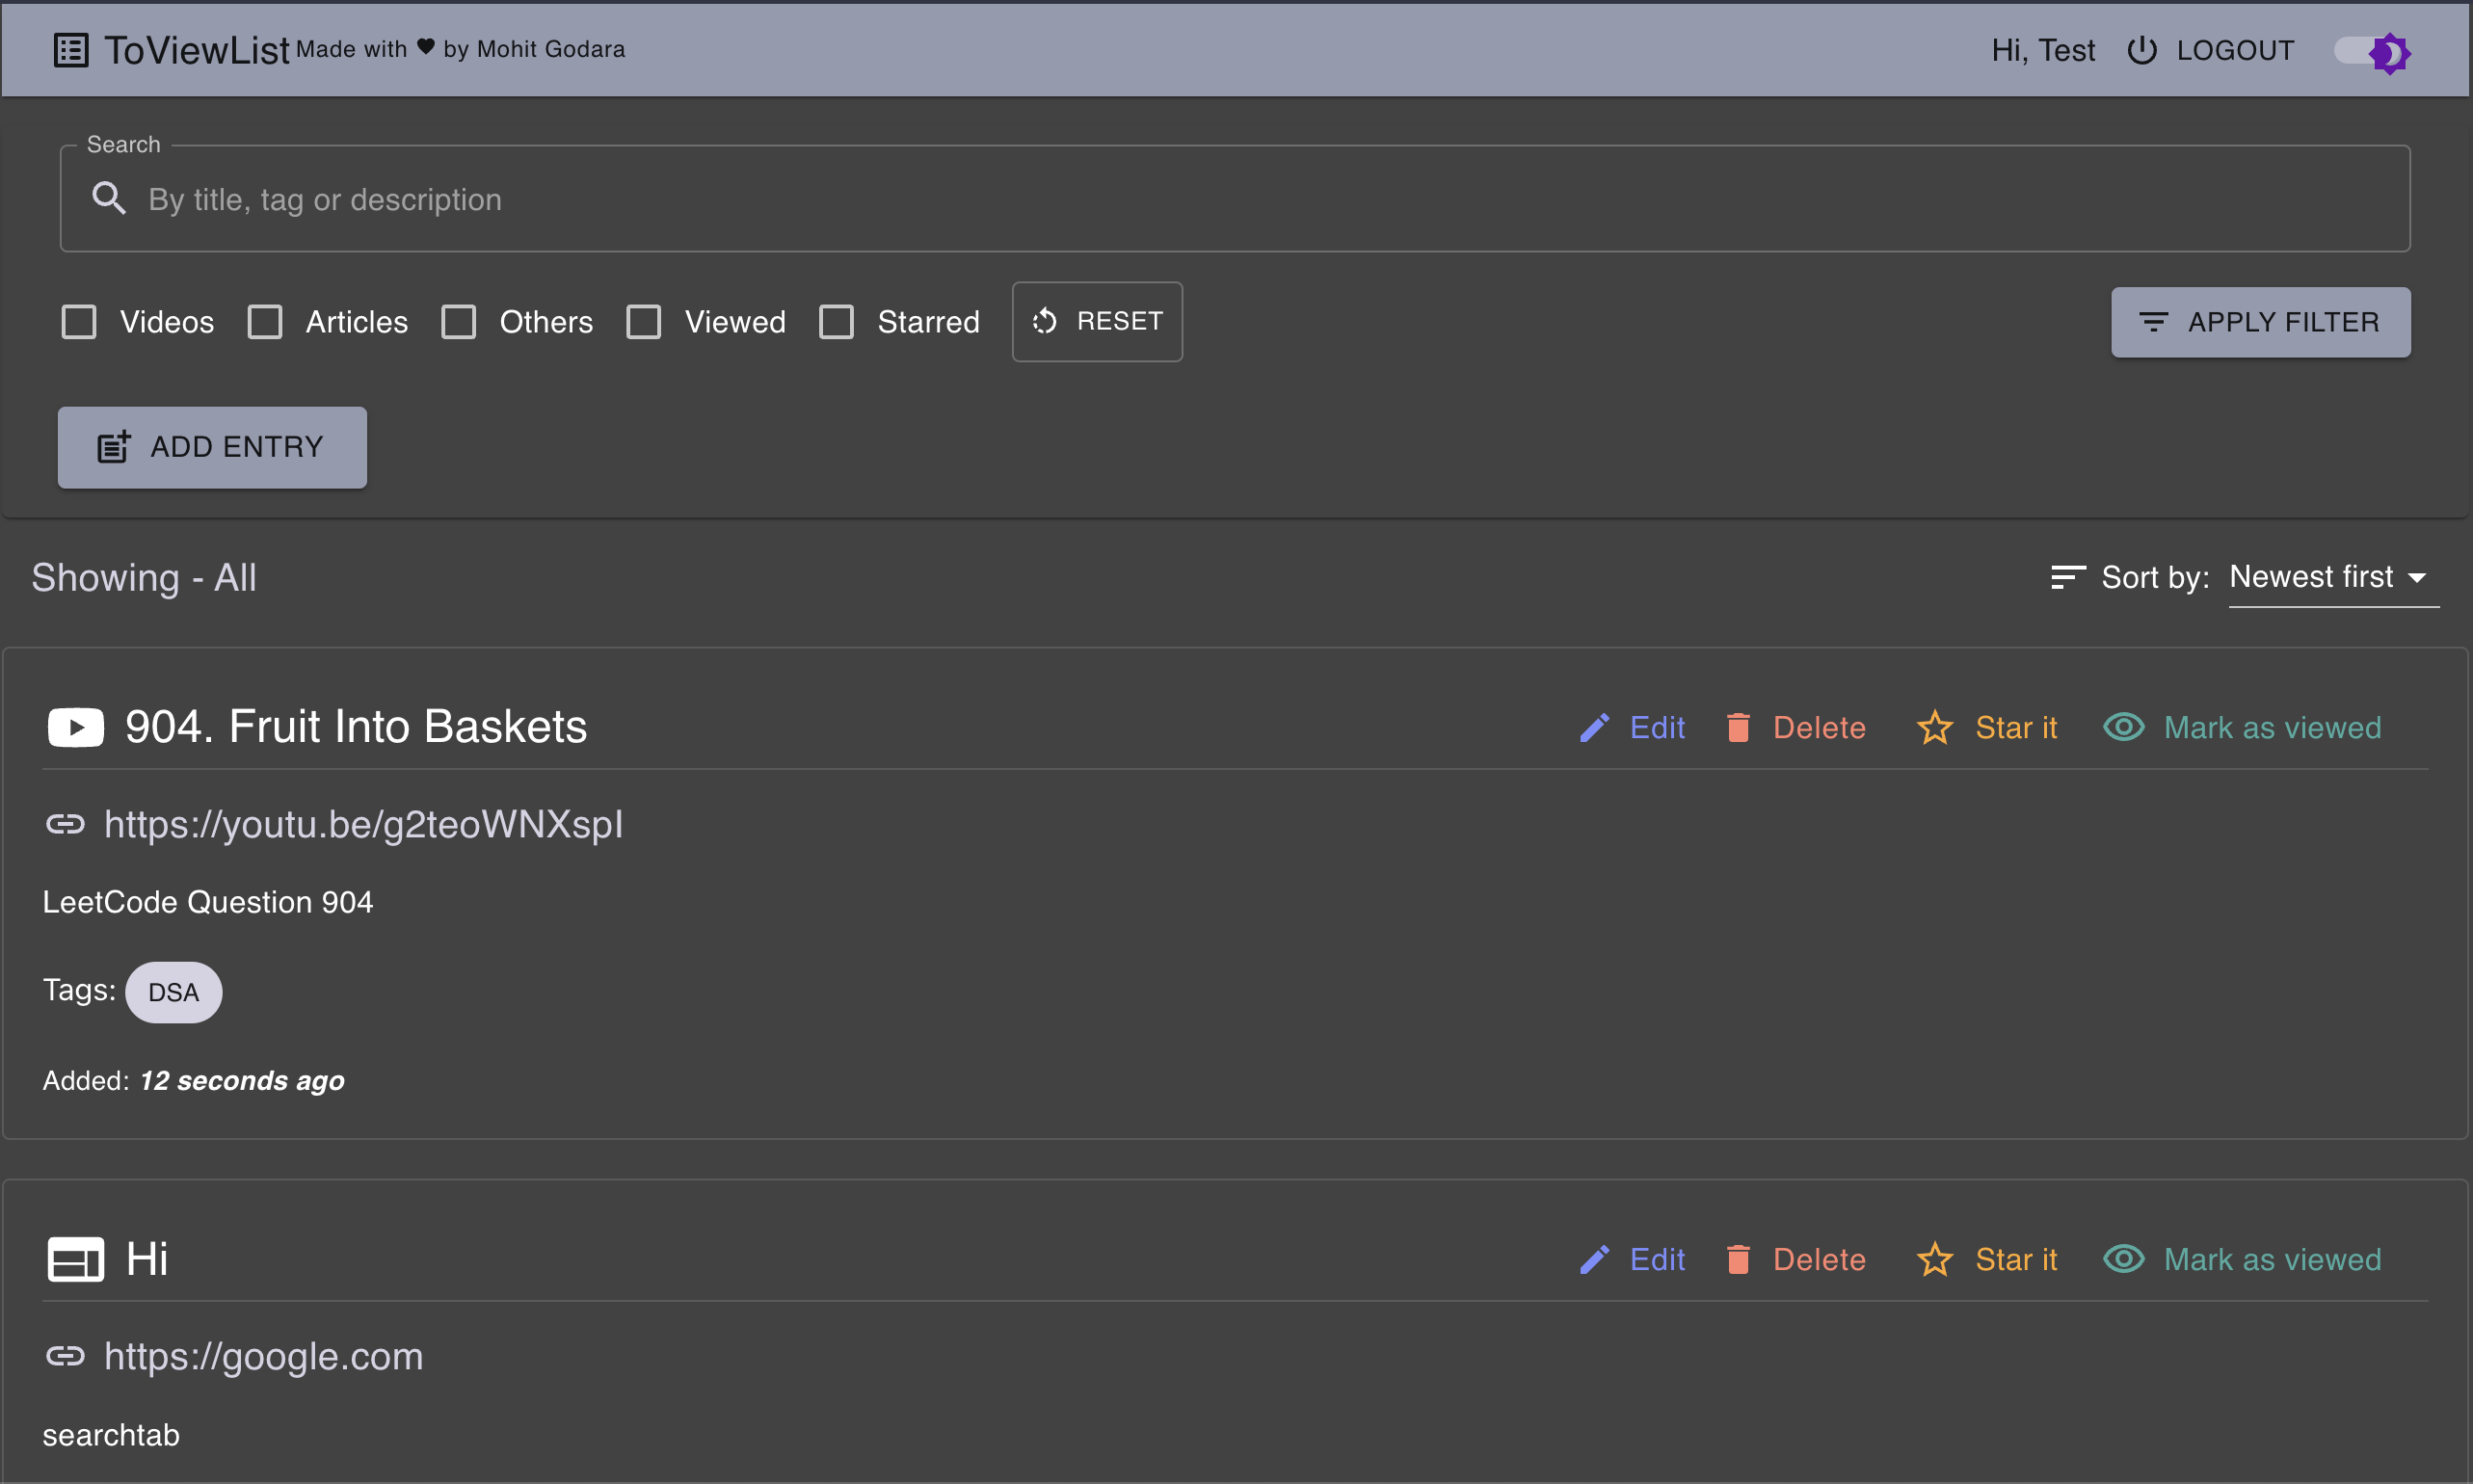 ToViewList Made with ♥ by Mohit Godara Hi, Test LOGOUT
Search
By title, tag or description
Videos Articles Others Viewed Starred RESET APPLY FILTER
ADD ENTRY
Showing - All Sort by: Newest first
904. Fruit Into Baskets Edit Delete Star it Mark as viewed
https://youtu.be/g2teoWNXspI
LeetCode Question 904
Tags: DSA
Added: 12 seconds ago
Hi Edit Delete Star it Mark as viewed
https://google.com
searchtab